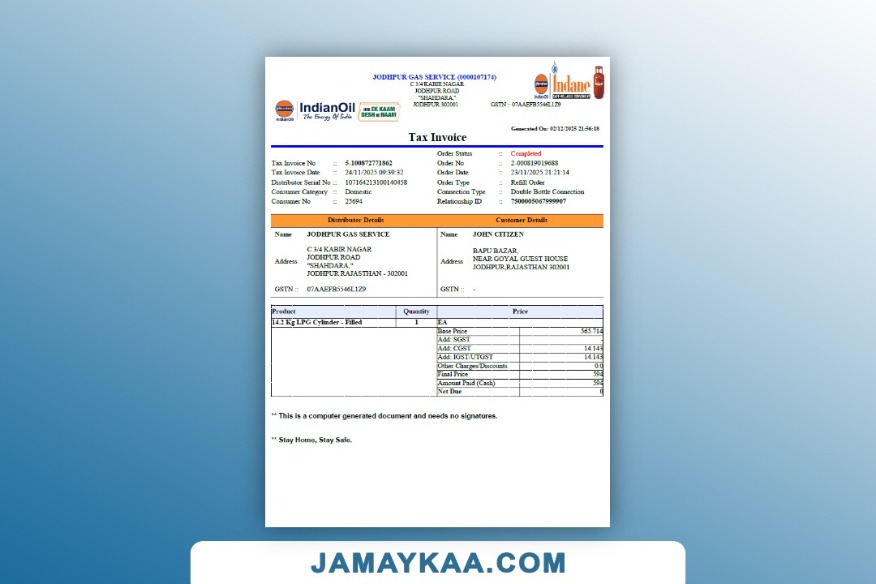 JODHPUR GAS SERVICE (0000107174)
C 3/4 KABIR NAGAR
JODHPUR ROAD
"SHAHDARA,"
JODHPUR 302001
GSTN :: 07AAEFB5546L1Z9
IndianOil
The Energy Of India
EK KAAM
DESH ke NAAM
IndianOil
Indane
Generated On: 02/12/2025 21:56:18
Tax Invoice
Order Status :: Completed
Tax Invoice No :: 5-100872771862
Order No :: 2-000819019688
Tax Invoice Date :: 24/11/2025 09:39:32
Order Date :: 23/11/2025 21:21:14
Distributor Serial No :: 107164213100140458
Order Type :: Refill Order
Consumer Category :: Domestic
Connection Type :: Double Bottle Connection
Consumer No :: 25694
Relationship ID :: 7500005067999907
Distributor Details Customer Details
Name JODHPUR GAS SERVICE
Address C 3/4 KABIR NAGAR
JODHPUR ROAD
"SHAHDARA,"
JODHPUR RAJASTHAN - 302001
GSTN :: 07AAEFB5546L1Z9
Name JOHN CITIZEN
Address BAPU BAZAR,
NEAR GOYAL GUEST HOUSE
JODHPUR,RAJASTHAN 302001
GSTN :: -
Product Quantity Price
14.2 Kg LPG Cylinder - Filled 1 EA
Base Price 565.714
Add: SGST -
Add: CGST 14.143
Add: IGST/UTGST 14.143
Other Charges/Discounts 0.0
Final Price 594
Amount Paid (Cash) 594
Net Due 0
** This is a computer generated document and needs no signatures.
** Stay Home, Stay Safe.
JAMAYKAA.COM